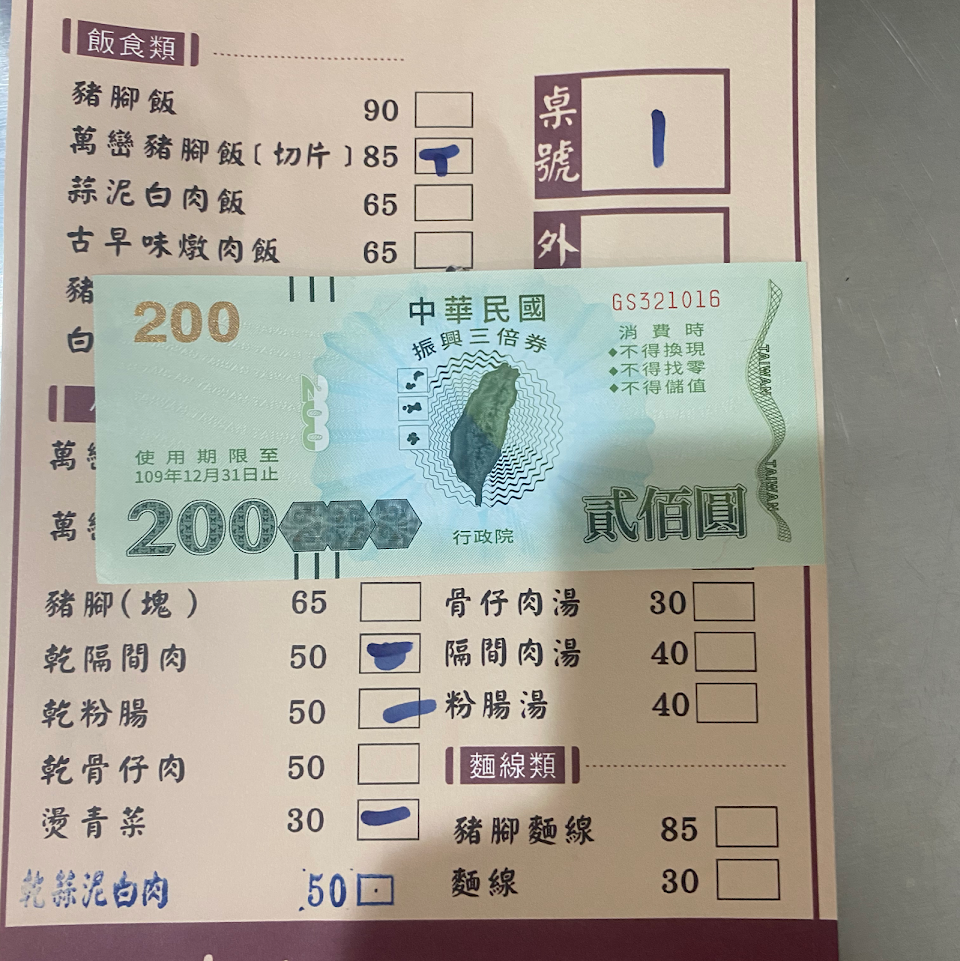 飯食類
豬腳飯 90
萬巒豬腳飯〔切片〕85
蒜泥白肉飯 65
古早味燉肉飯 65
豬
白
桌號 1
外
200
中華民國
振興三倍券
GS321016
消費時
◆不得換現
◆不得找零
◆不得儲值
TAIWAN
TAIWAN
200
使用期限至
109年12月31日止
200
行政院
貳佰圓
萬
萬
豬腳(塊) 65
乾隔間肉 50
乾粉腸 50
乾骨仔肉 50
燙青菜 30
乾蒜泥白肉 50
骨仔肉湯 30
隔間肉湯 40
粉腸湯 40
麵線類
豬腳麵線 85
麵線 30